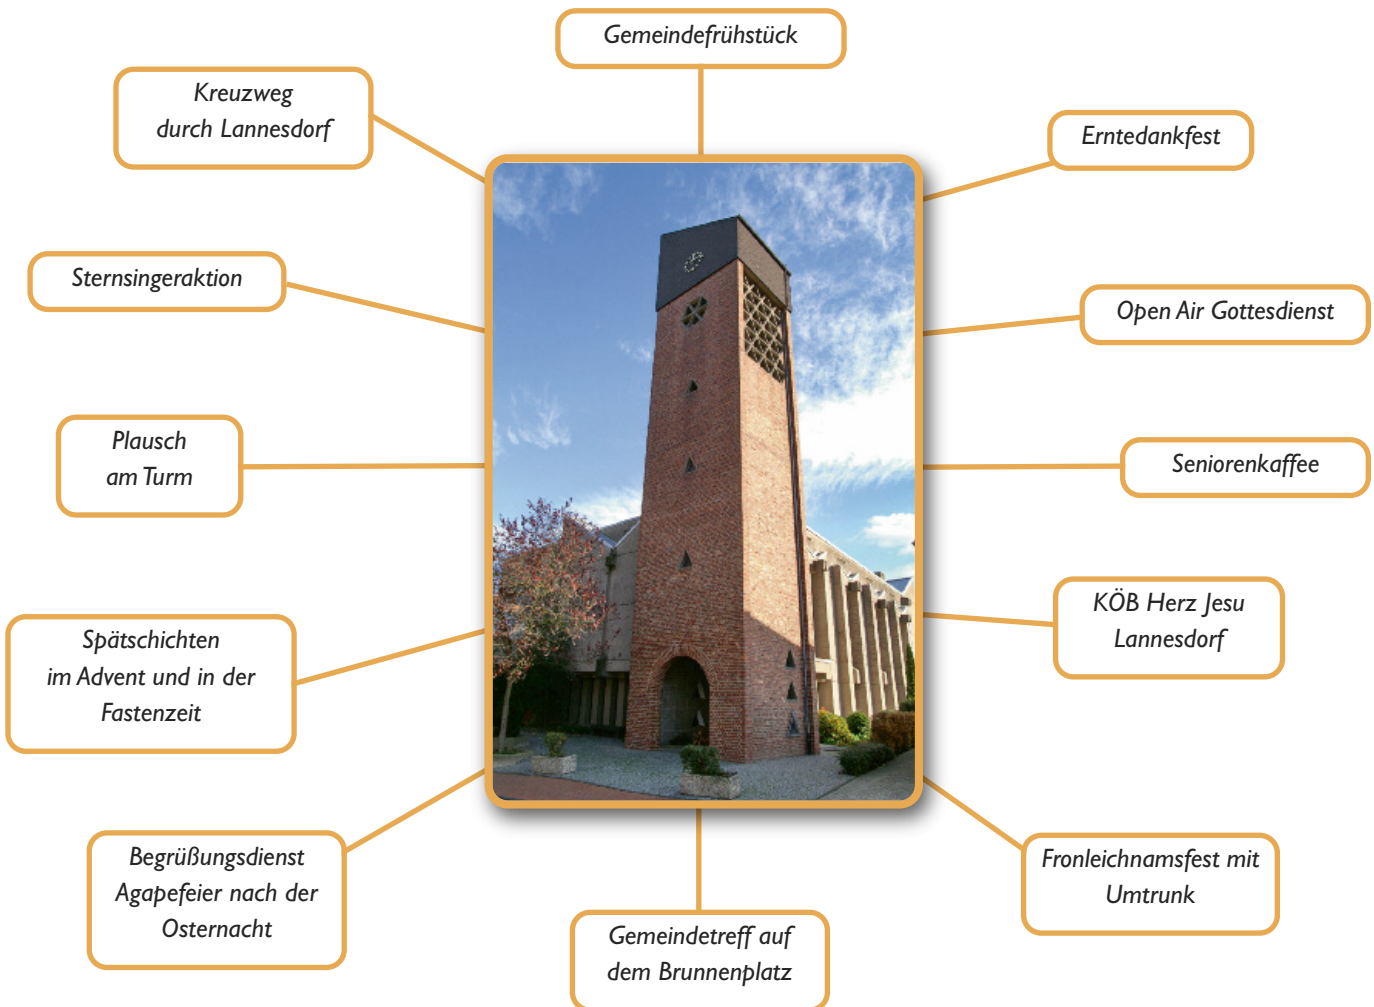 Gemeindefrühstück
Kreuzweg
durch Lannesdorf
Erntedankfest
Sternsingeraktion
Open Air Gottesdienst
Plausch
am Turm
Seniorenkaffee
KÖB Herz Jesu
Lannesdorf
Spätschichten
im Advent und in der
Fastenzeit
Begrüßungsdienst
Agapefeier nach der
Osternacht
Fronleichnamsfest mit
Umtrunk
Gemeindetreff auf
dem Brunnenplatz